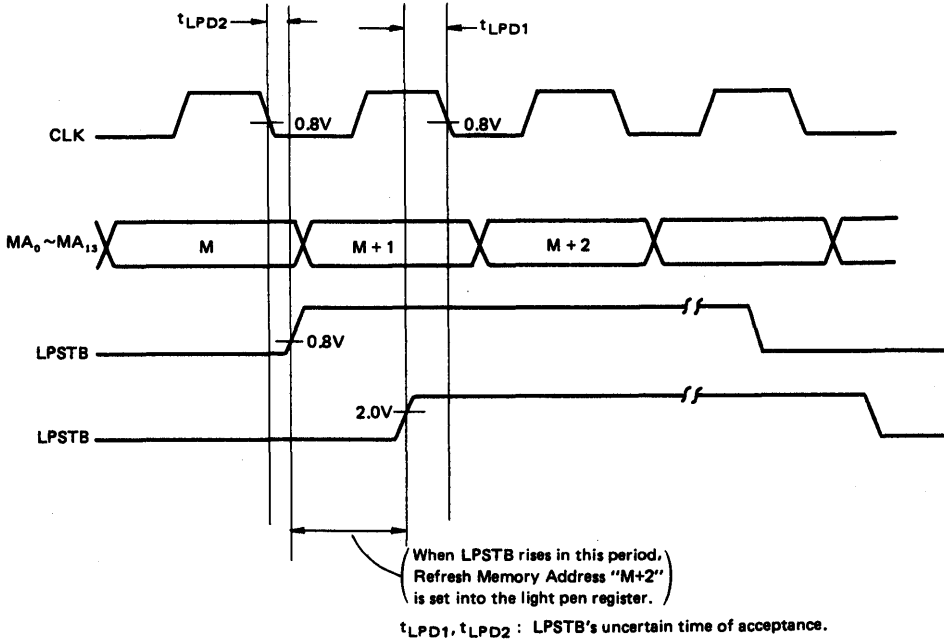 tLPD2
tLPD1
CLK
0.8V
0.8V
MA0~MA13
M
M + 1
M + 2
LPSTB
0.8V
LPSTB
2.0V
When LPSTB rises in this period,
Refresh Memory Address "M+2"
is set into the light pen register.
tLPD1, tLPD2 : LPSTB's uncertain time of acceptance.